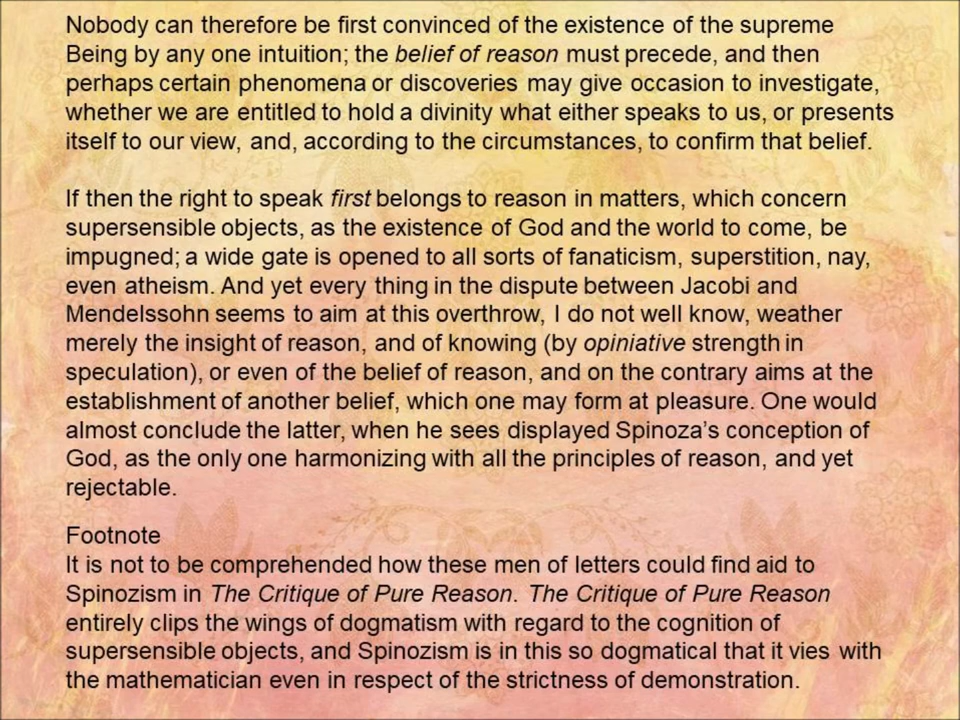 Nobody can therefore be first convinced of the existence of the supreme
Being by any one intuition; the belief of reason must precede, and then
perhaps certain phenomena or discoveries may give occasion to investigate,
whether we are entitled to hold a divinity what either speaks to us, or presents
itself to our view, and, according to the circumstances, to confirm that belief.
If then the right to speak first belongs to reason in matters, which concern
supersensible objects, as the existence of God and the world to come, be
impugned; a wide gate is opened to all sorts of fanaticism, superstition, nay,
even atheism. And yet every thing in the dispute between Jacobi and
Mendelssohn seems to aim at this overthrow, I do not well know, weather
merely the insight of reason, and of knowing (by opiniative strength in
speculation), or even of the belief of reason, and on the contrary aims at the
establishment of another belief, which one may form at pleasure. One would
almost conclude the latter, when he sees displayed Spinoza’s conception of
God, as the only one harmonizing with all the principles of reason, and yet
rejectable.
Footnote
It is not to be comprehended how these men of letters could find aid to
Spinozism in The Critique of Pure Reason. The Critique of Pure Reason
entirely clips the wings of dogmatism with regard to the cognition of
supersensible objects, and Spinozism is in this so dogmatical that it vies with
the mathematician even in respect of the strictness of demonstration.